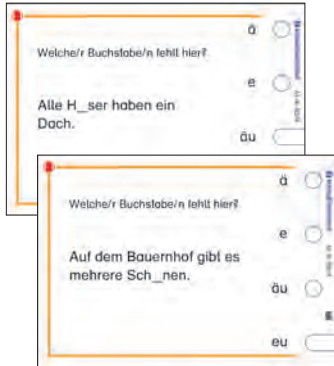 Welche/r Buchstabe/n fehlt hier?
Alle H_ser haben ein
Dach.
ä
e
äu
Welche/r Buchstabe/n fehlt hier?
Auf dem Bauernhof gibt es
mehrere Sch_nen.
ä
e
äu
eu